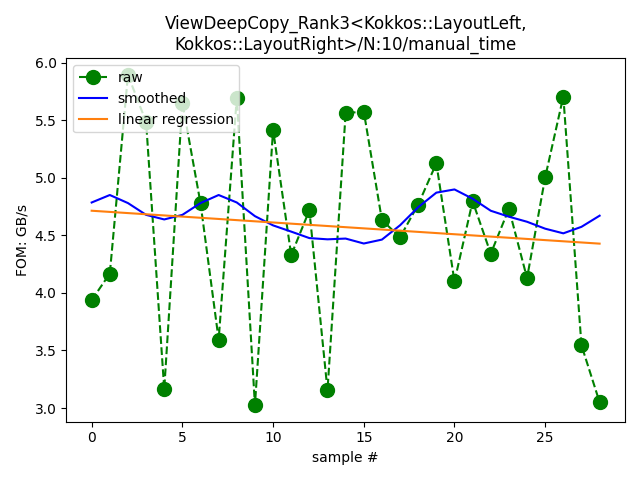 ViewDeepCopy_Rank3<Kokkos::LayoutLeft,
Kokkos::LayoutRight>/N:10/manual_time
raw
smoothed
linear regression
FOM: GB/s
6.0
5.5
5.0
4.5
4.0
3.5
3.0
0
5
10
15
20
25
sample #